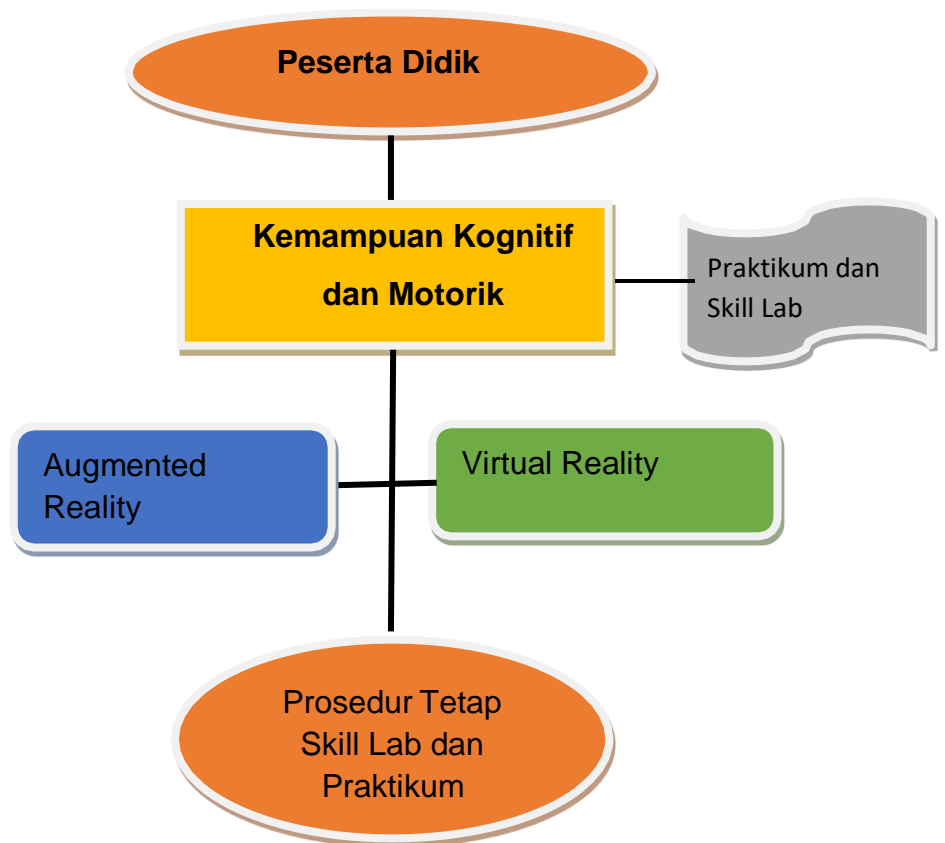 Peserta Didik
Kemampuan Kognitif
dan Motorik
Praktikum dan
Skill Lab
Augmented
Reality
Virtual Reality
Prosedur Tetap
Skill Lab dan
Praktikum